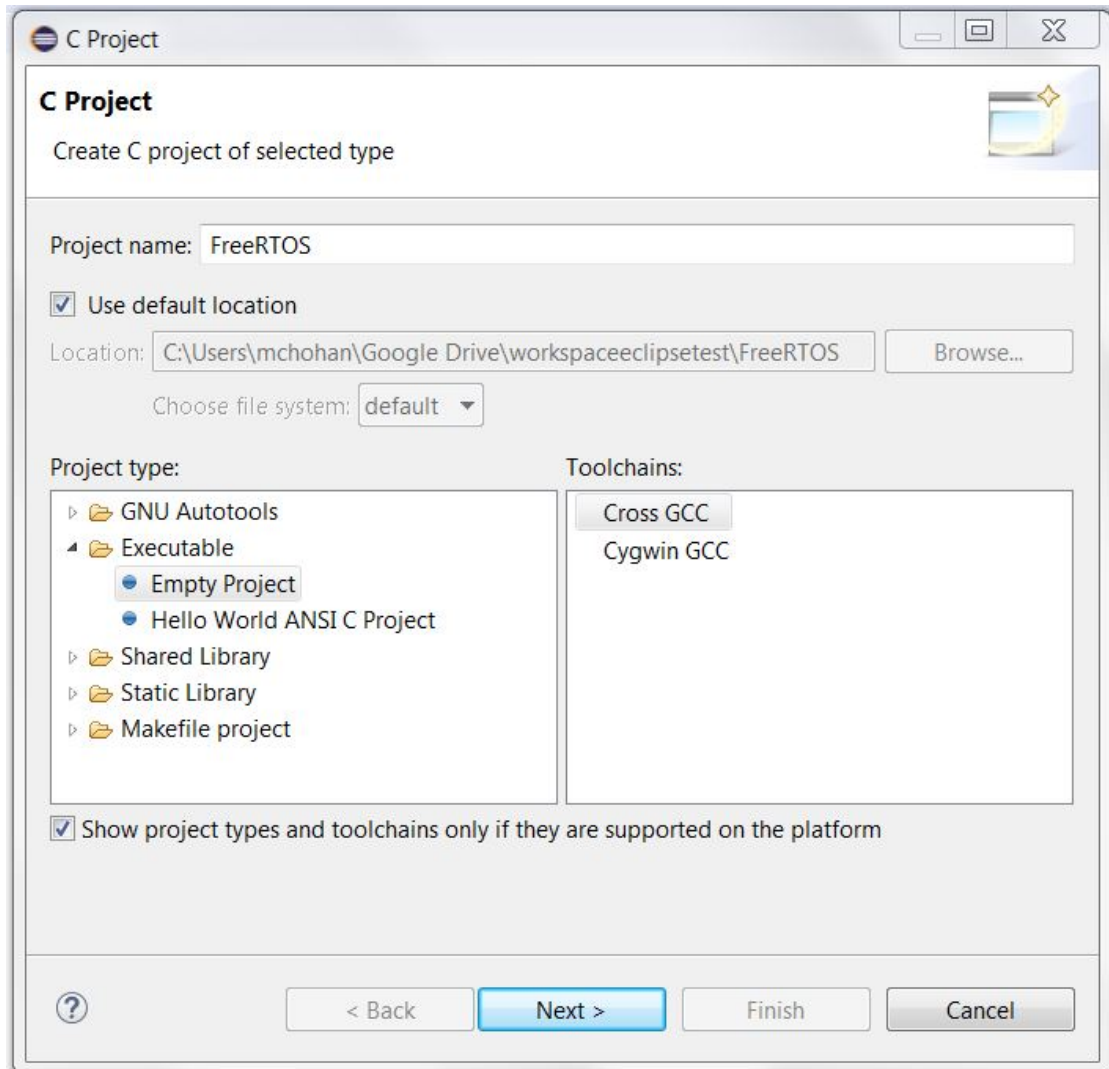 C Project
C Project
Create C project of selected type
Project name: FreeRTOS
Use default location
Location: C:\Users\mchohan\Google Drive\workspaceeclipsetest\FreeRTOS Browse...
Choose file system: default
Project type: Toolchains:
GNU Autotools
Executable
Empty Project
Hello World ANSI C Project
Shared Library
Static Library
Makefile project
Cross GCC
Cygwin GCC
Show project types and toolchains only if they are supported on the platform
? < Back Next > Finish Cancel